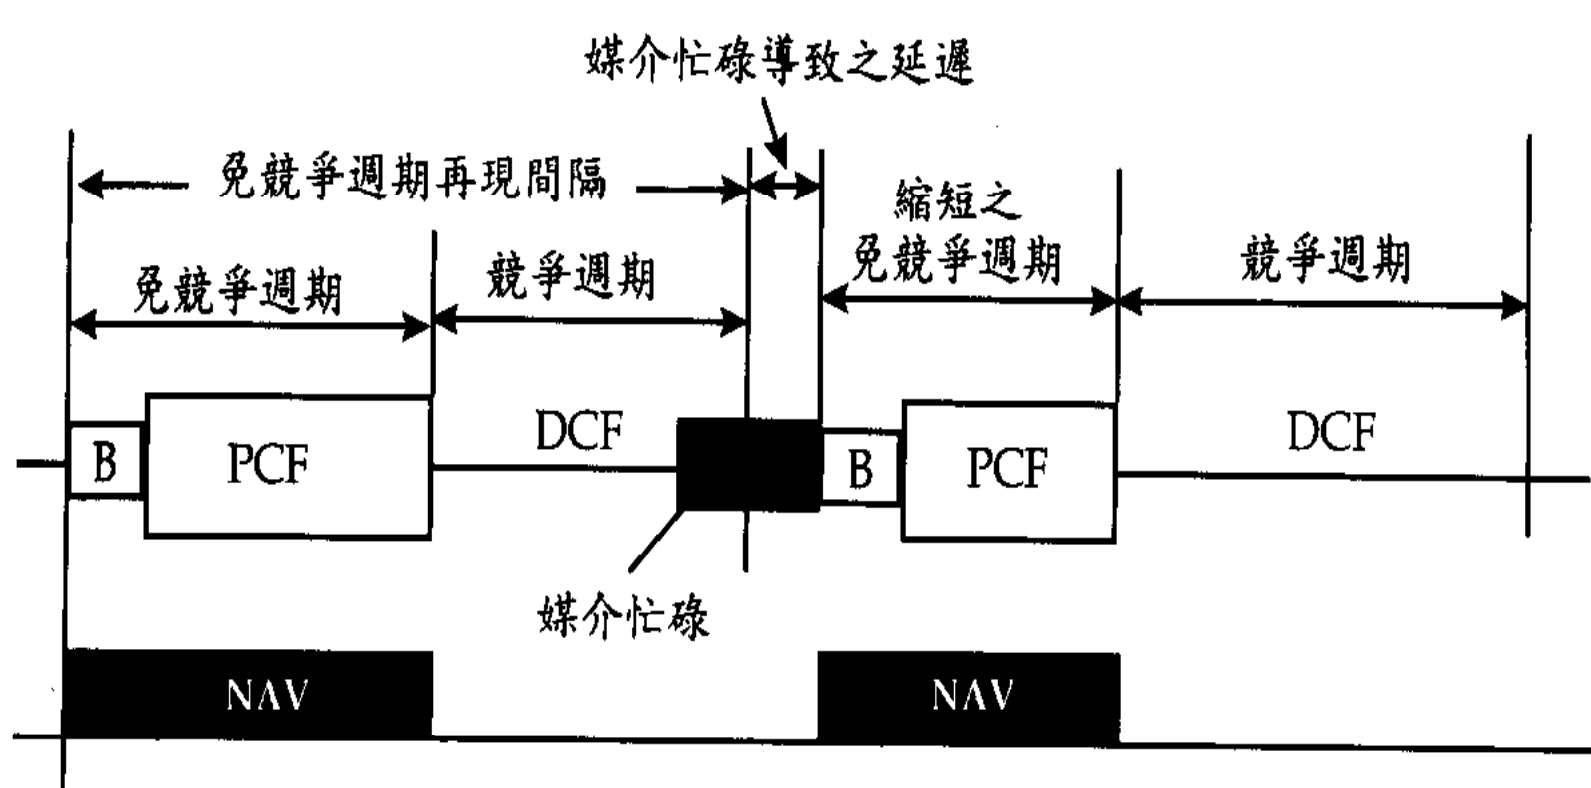 媒介忙碌導致之延遲
免競爭週期再現間隔
縮短之
免競爭週期
競爭週期
免競爭週期
競爭週期
B
PCF
DCF
B
PCF
DCF
媒介忙碌
NAV
NAV